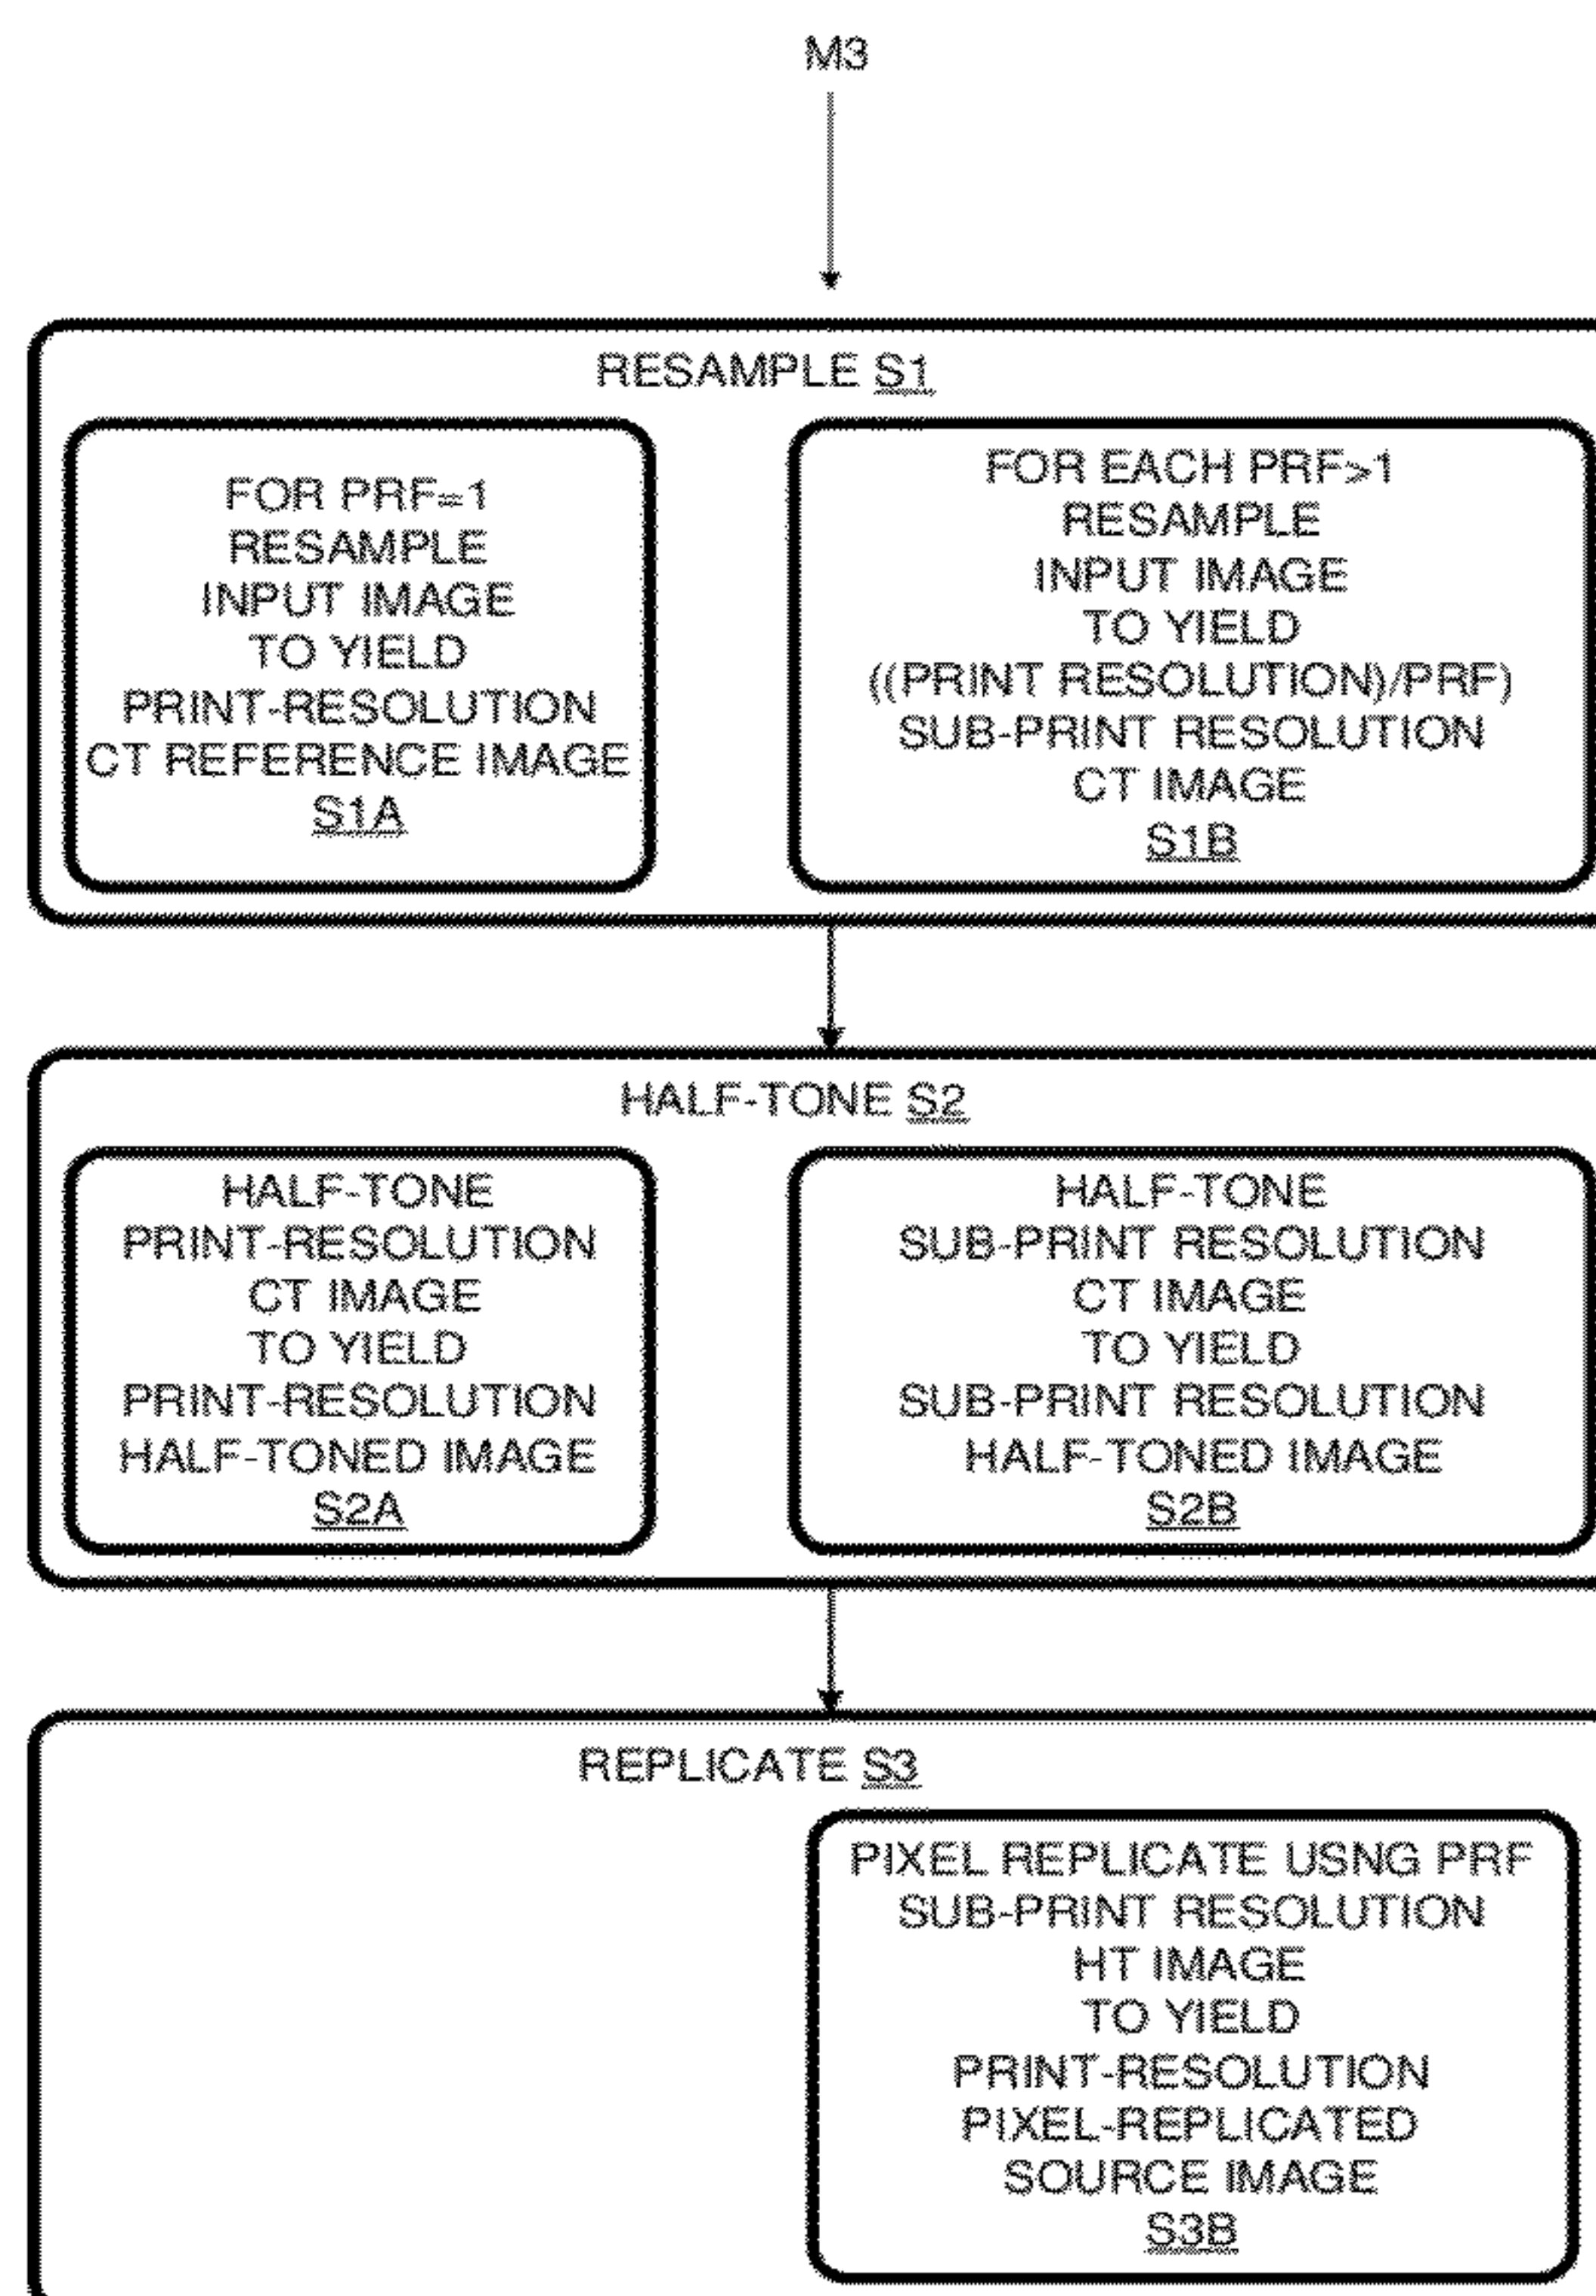 M3
RESAMPLE S1
FOR PRF=1
RESAMPLE
INPUT IMAGE
TO YIELD
PRINT-RESOLUTION
CT REFERENCE IMAGE
S1A
FOR EACH PRF>1
RESAMPLE
INPUT IMAGE
TO YIELD
((PRINT RESOLUTION)/PRF)
SUB-PRINT RESOLUTION
CT IMAGE
S1B
HALF-TONE S2
HALF-TONE
PRINT-RESOLUTION
CT IMAGE
TO YIELD
PRINT-RESOLUTION
HALF-TONED IMAGE
S2A
HALF-TONE
SUB-PRINT RESOLUTION
CT IMAGE
TO YIELD
SUB-PRINT RESOLUTION
HALF-TONED IMAGE
S2B
REPLICATE S3
PIXEL REPLICATE USNG PRF
SUB-PRINT RESOLUTION
HT IMAGE
TO YIELD
PRINT-RESOLUTION
PIXEL-REPLICATED
SOURCE IMAGE
S3B